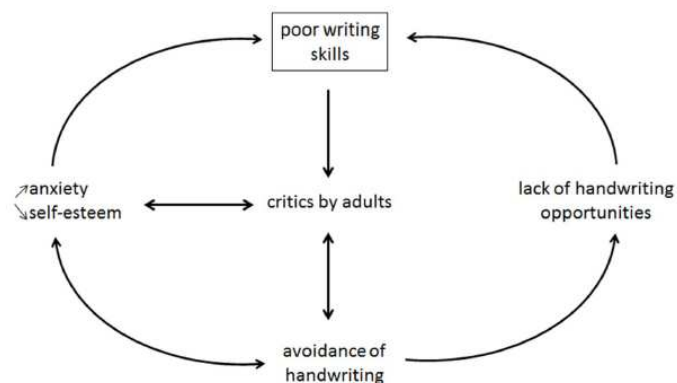 poor writing
skills
↗anxiety
↘self-esteem
critics by adults
lack of handwriting
opportunities
avoidance of
handwriting